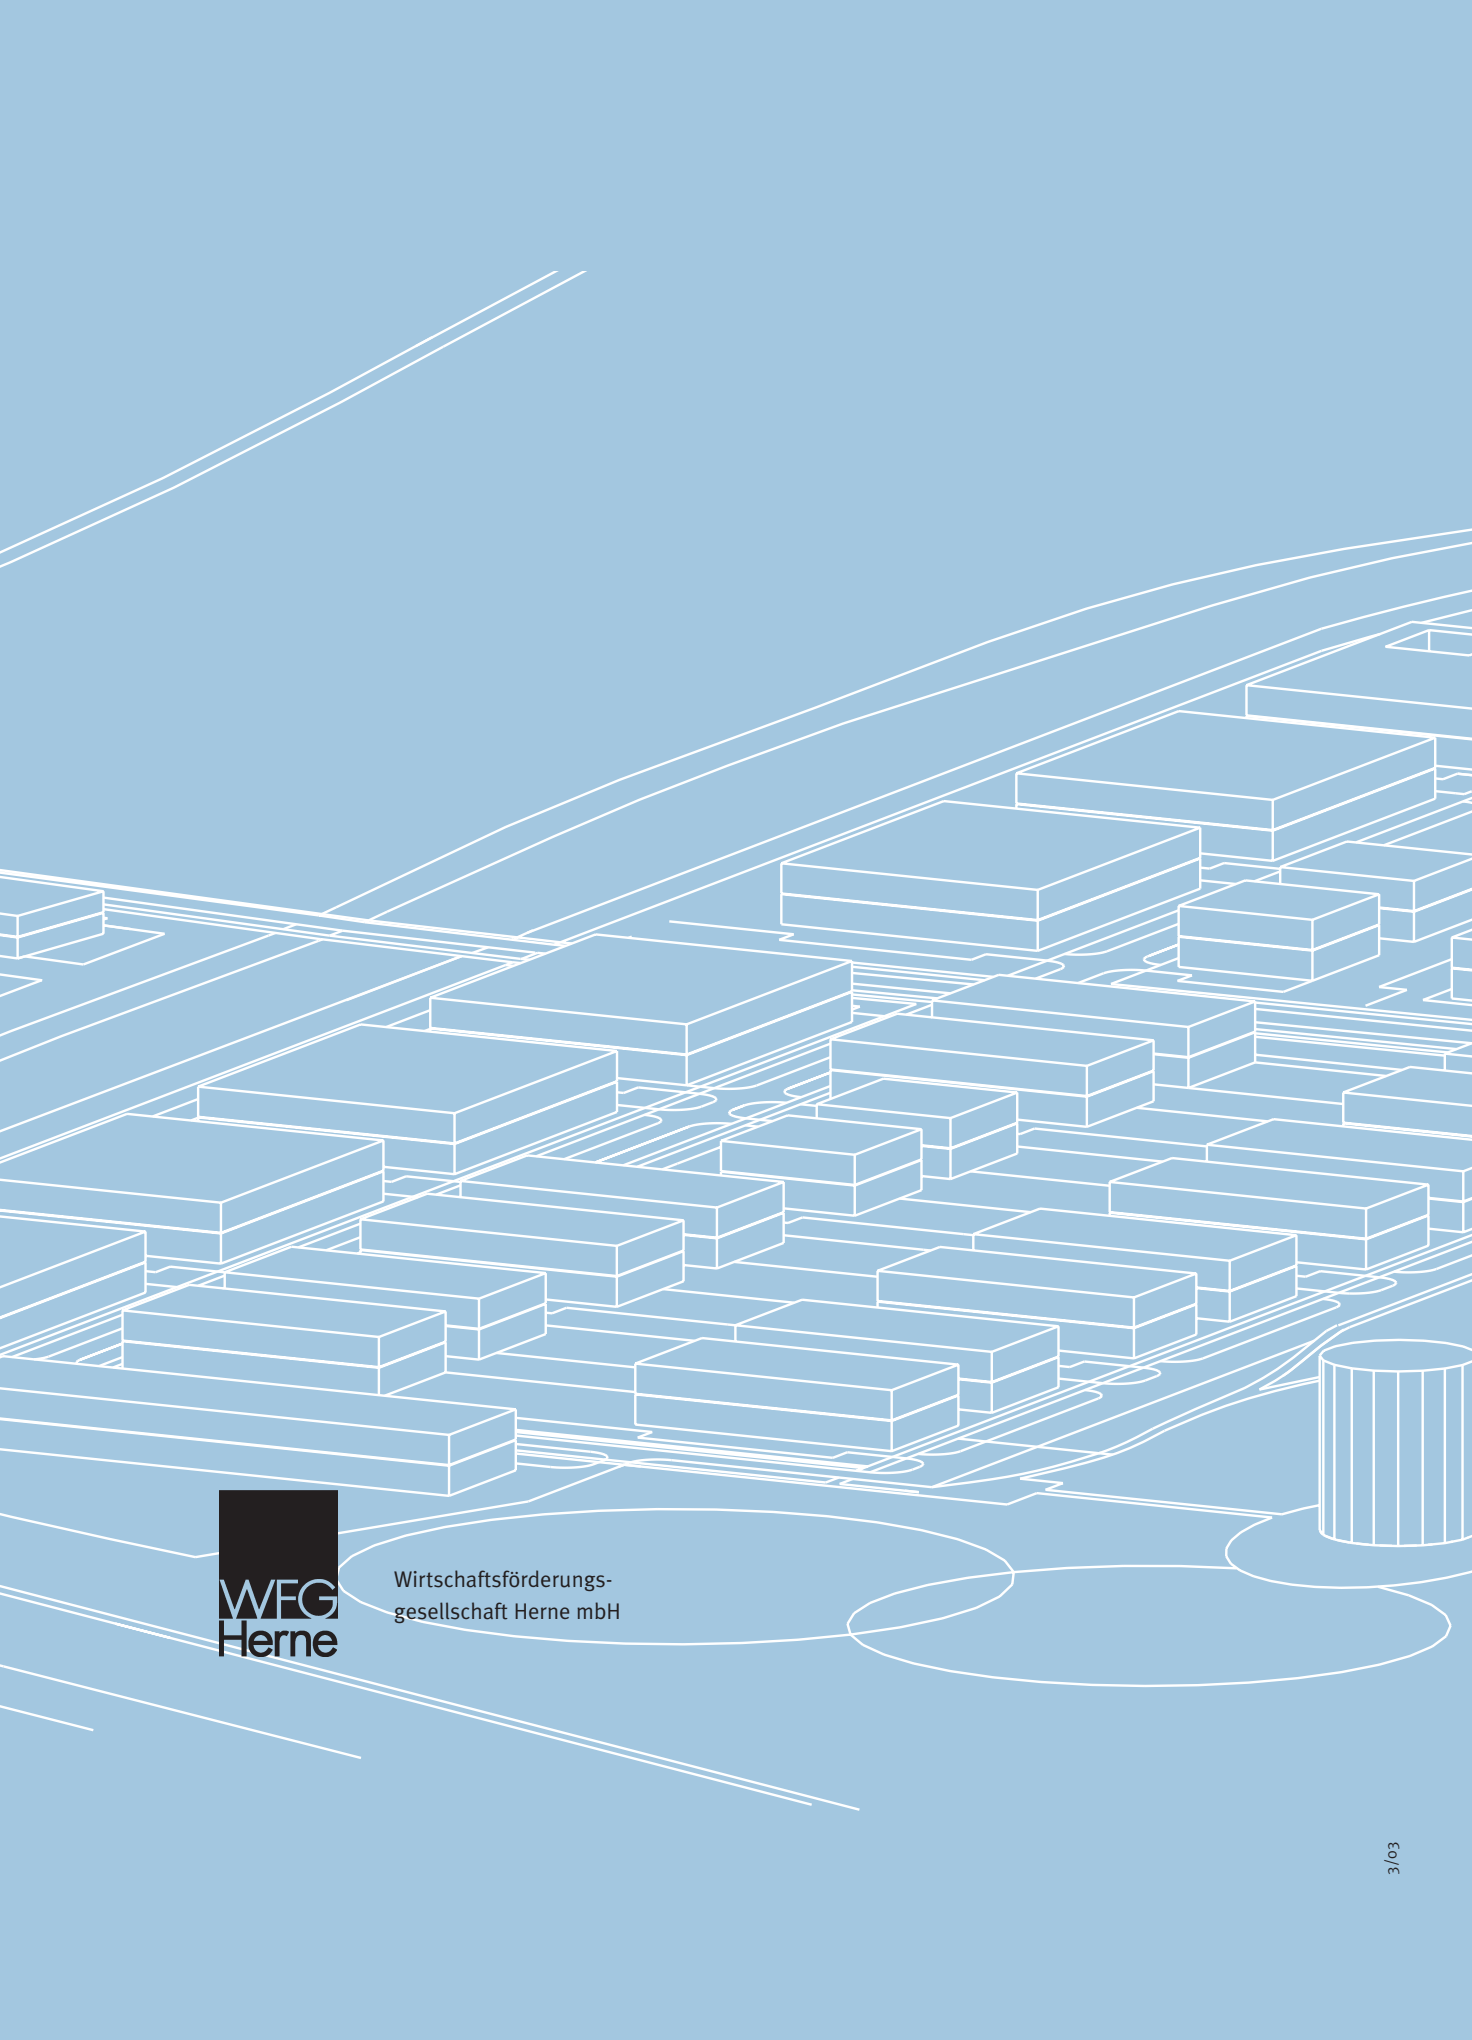 WFG
Herne
Wirtschaftsförderungs-
gesellschaft Herne mbH
3/03